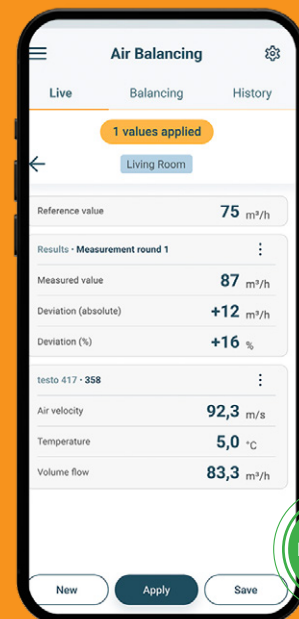 Air Balancing
Live Balancing History
1 values applied
Living Room
Reference value 75 m³/h
Results • Measurement round 1
Measured value 87 m³/h
Deviation (absolute) +12 m³/h
Deviation (%) +16 %
testo 417 • 358
Air velocity 92,3 m/s
Temperature 5,0 °C
Volume flow 83,3 m³/h
New Apply Save